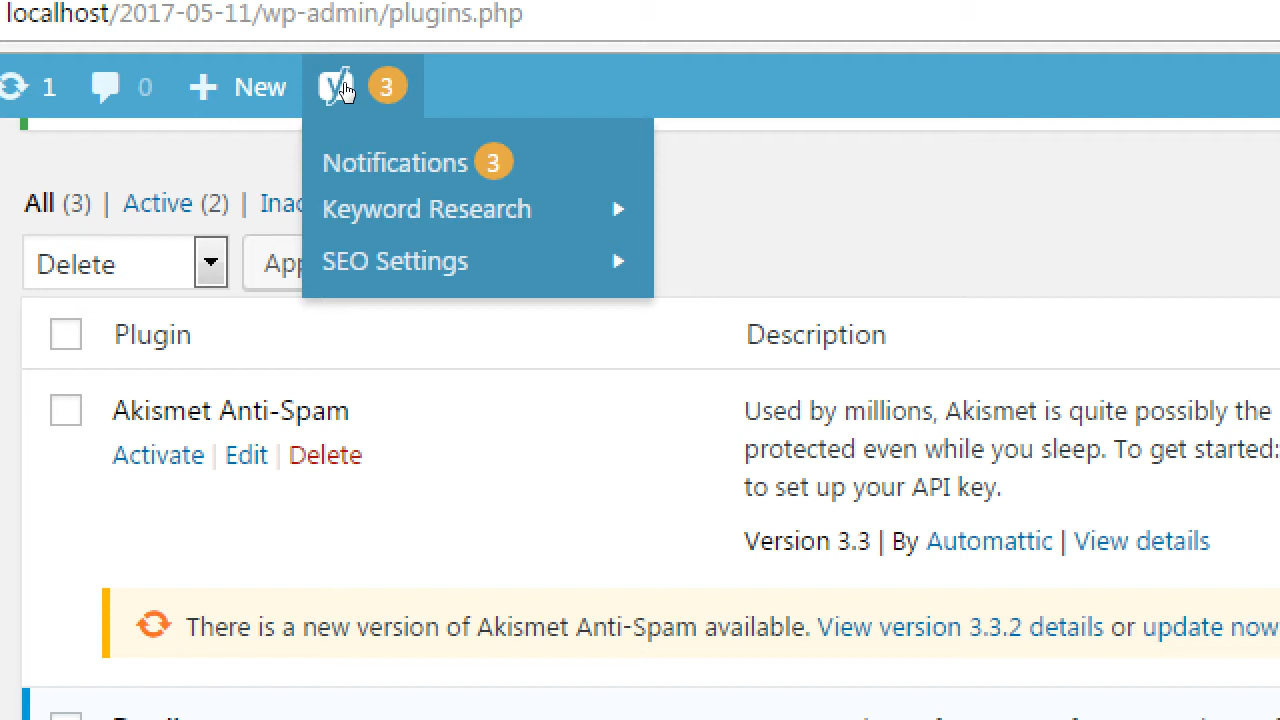 localhost/2017-05-11/wp-admin/plugins.php
1 0 New 3
Notifications 3
All (3) | Active (2) |
Keyword Research
Delete
SEO Settings
Plugin Description
Akismet Anti-Spam
Used by millions, Akismet is quite possibly the
Activate | Edit | Delete
protected even while you sleep. To get started:
to set up your API key.
Version 3.3 | By Automattic | View details
There is a new version of Akismet Anti-Spam available. View version 3.3.2 details or update now